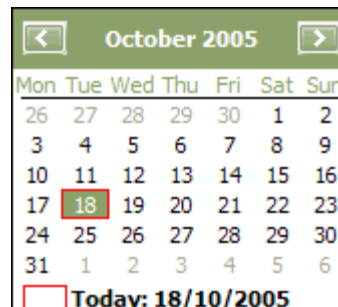 October 2005
Mon Tue Wed Thu Fri Sat Sun
26 27 28 29 30 1 2
3 4 5 6 7 8 9
10 11 12 13 14 15 16
17 18 19 20 21 22 23
24 25 26 27 28 29 30
31 1 2 3 4 5 6
Today: 18/10/2005